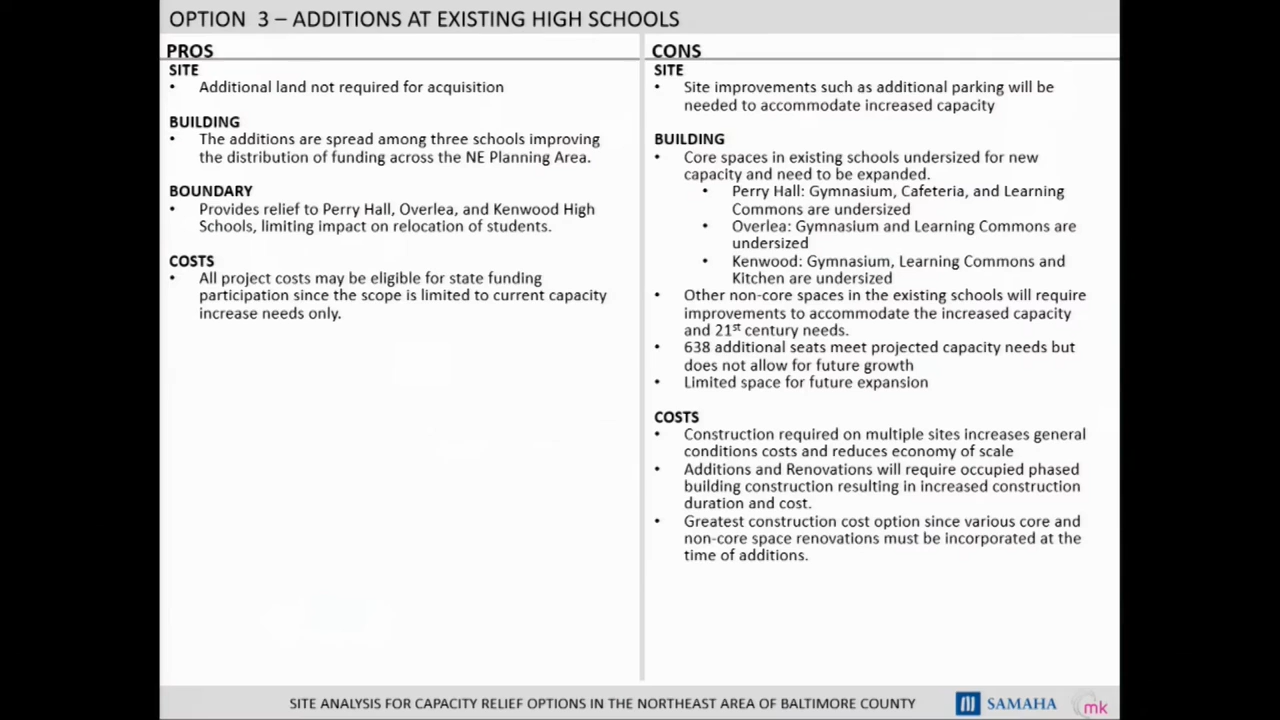 OPTION 3 – ADDITIONS AT EXISTING HIGH SCHOOLS
PROS
SITE
• Additional land not required for acquisition
BUILDING
• The additions are spread among three schools improving
the distribution of funding across the NE Planning Area.
BOUNDARY
• Provides relief to Perry Hall, Overlea, and Kenwood High
Schools, limiting impact on relocation of students.
COSTS
• All project costs may be eligible for state funding
participation since the scope is limited to current capacity
increase needs only.
CONS
SITE
• Site improvements such as additional parking will be
needed to accommodate increased capacity
BUILDING
• Core spaces in existing schools undersized for new
capacity and need to be expanded.
• Perry Hall: Gymnasium, Cafeteria, and Learning
Commons are undersized
• Overlea: Gymnasium and Learning Commons are
undersized
• Kenwood: Gymnasium, Learning Commons and
Kitchen are undersized
• Other non-core spaces in the existing schools will require
improvements to accommodate the increased capacity
and 21st century needs.
• 638 additional seats meet projected capacity needs but
does not allow for future growth
• Limited space for future expansion
COSTS
• Construction required on multiple sites increases general
conditions costs and reduces economy of scale
• Additions and Renovations will require occupied phased
building construction resulting in increased construction
duration and cost.
• Greatest construction cost option since various core and
non-core space renovations must be incorporated at the
time of additions.
SITE ANALYSIS FOR CAPACITY RELIEF OPTIONS IN THE NORTHEAST AREA OF BALTIMORE COUNTY
SAMAHA
mk